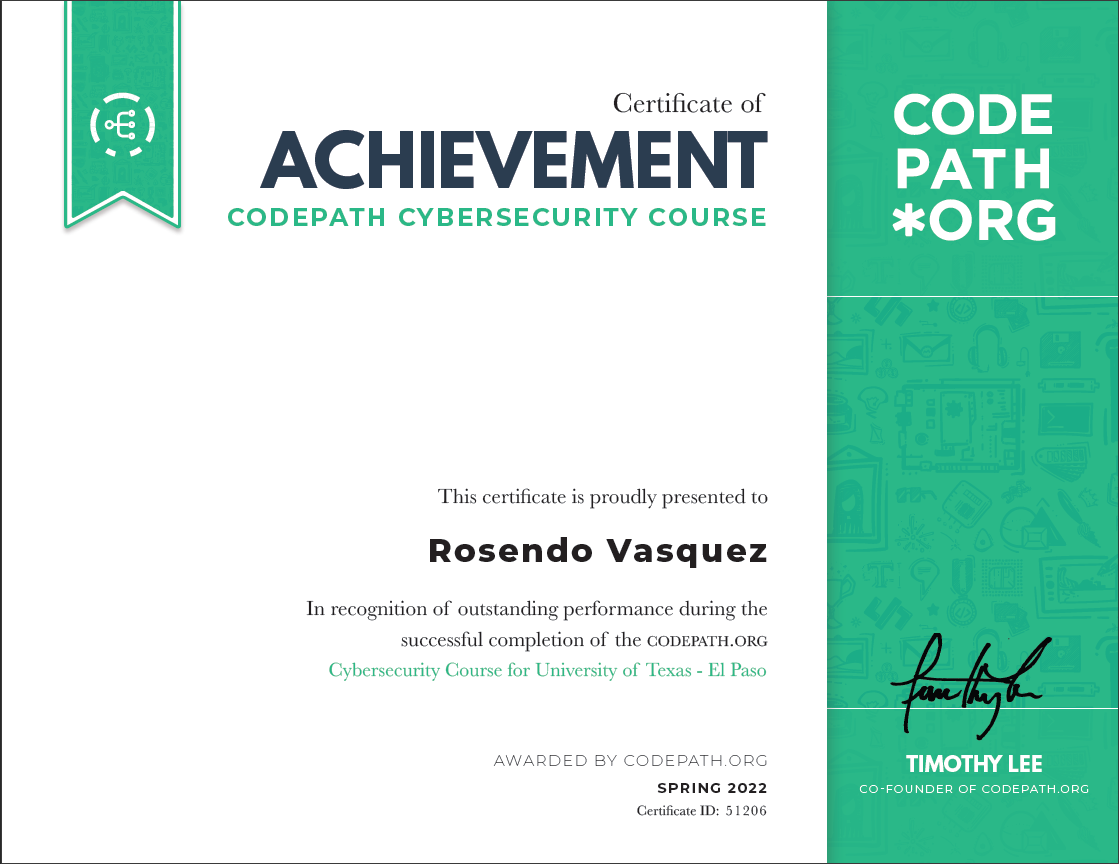 Certificate of
ACHIEVEMENT
CODEPATH CYBERSECURITY COURSE
This certificate is proudly presented to
Rosendo Vasquez
In recognition of outstanding performance during the
successful completion of the CODEPATH.ORG
Cybersecurity Course for University of Texas - El Paso
AWARDED BY CODEPATH.ORG
SPRING 2022
Certificate ID: 51206
CODE
PATH
*ORG
TIMOTHY LEE
CO-FOUNDER OF CODEPATH.ORG